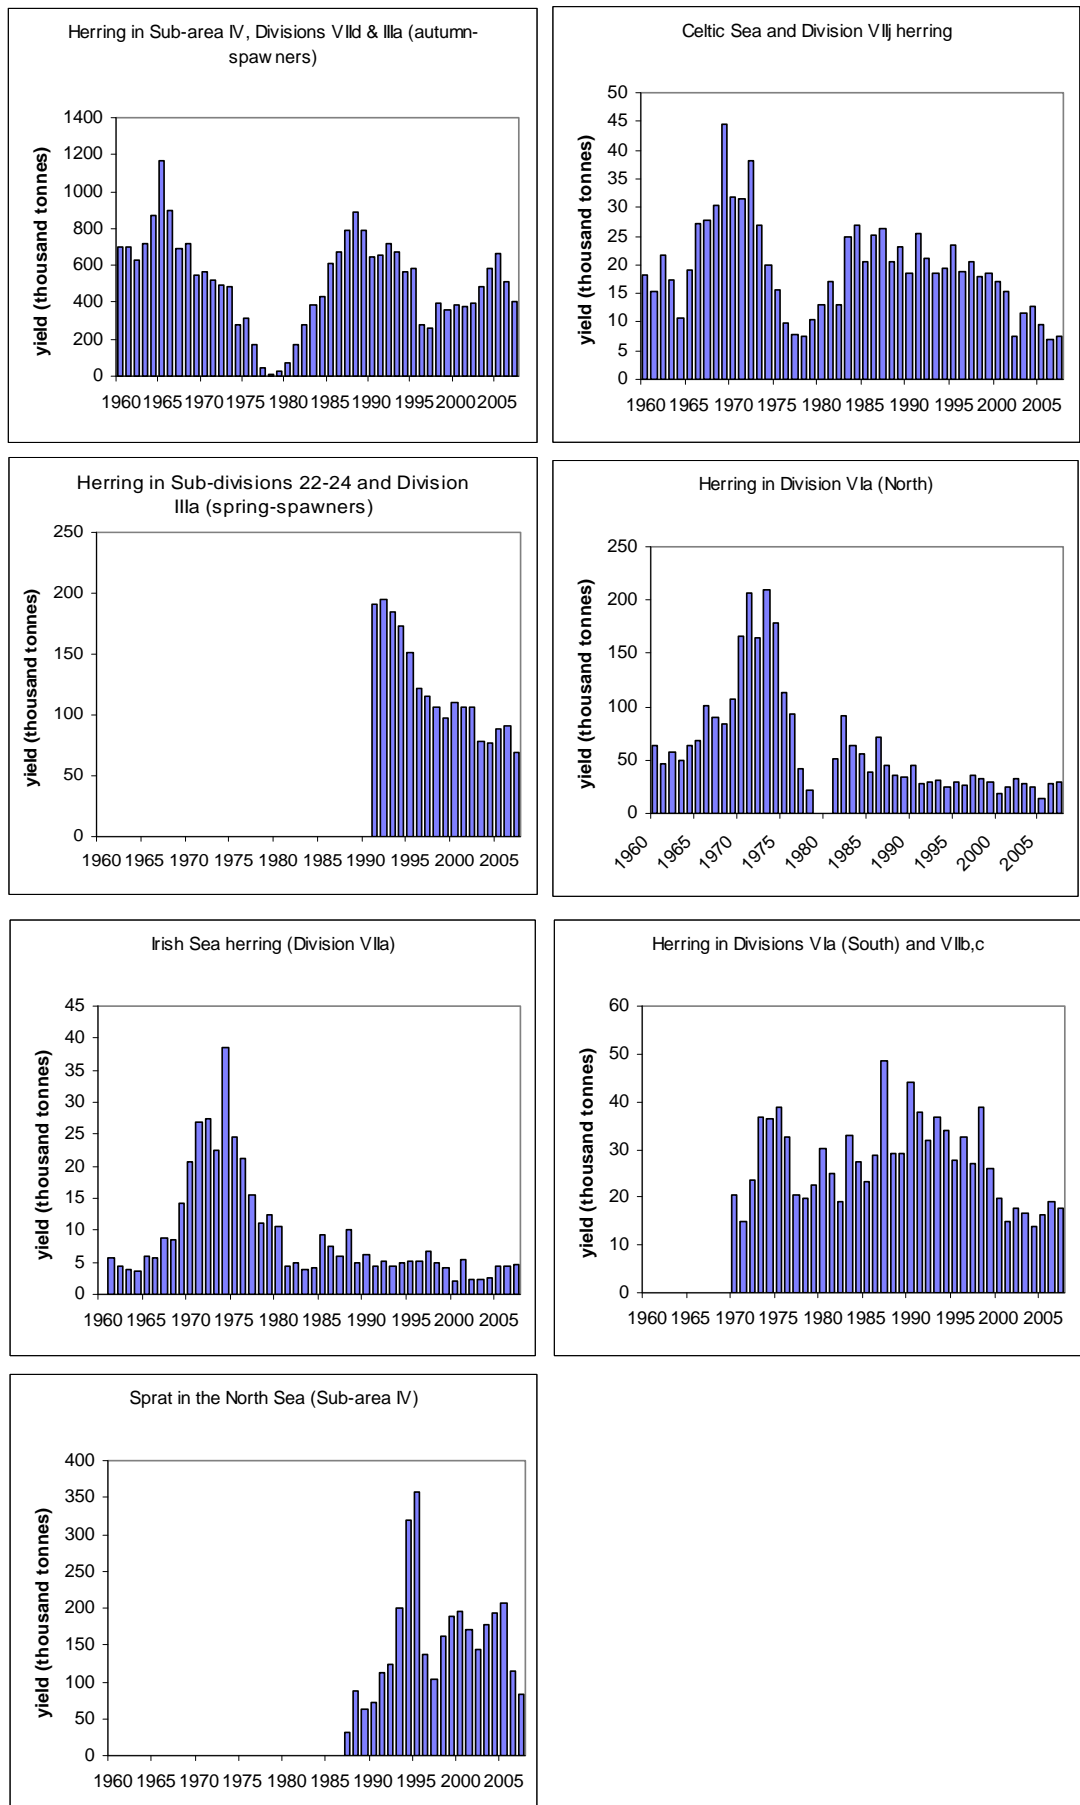 Herring in Sub-area IV, Divisions VIId & IIIa (autumn-
spawners)
yield (thousand tonnes)
1400
1200
1000
800
600
400
200
0
1960 1965 1970 1975 1980 1985 1990 1995 2000 2005
Celtic Sea and Division VIIj herring
yield (thousand tonnes)
50
45
40
35
30
25
20
15
10
5
0
1960 1965 1970 1975 1980 1985 1990 1995 2000 2005
Herring in Sub-divisions 22-24 and Division
IIIa (spring-spawners)
yield (thousand tonnes)
250
200
150
100
50
0
1960 1965 1970 1975 1980 1985 1990 1995 2000 2005
Herring in Division VIa (North)
yield (thousand tonnes)
250
200
150
100
50
0
1960 1965 1970 1975 1980 1985 1990 1995 2000 2005
Irish Sea herring (Division VIIa)
yield (thousand tonnes)
45
40
35
30
25
20
15
10
5
0
1960 1965 1970 1975 1980 1985 1990 1995 2000 2005
Herring in Divisions VIa (South) and VIIb,c
yield (thousand tonnes)
60
50
40
30
20
10
0
1960 1965 1970 1975 1980 1985 1990 1995 2000 2005
Sprat in the North Sea (Sub-area IV)
yield (thousand tonnes)
400
350
300
250
200
150
100
50
0
1960 1965 1970 1975 1980 1985 1990 1995 2000 2005